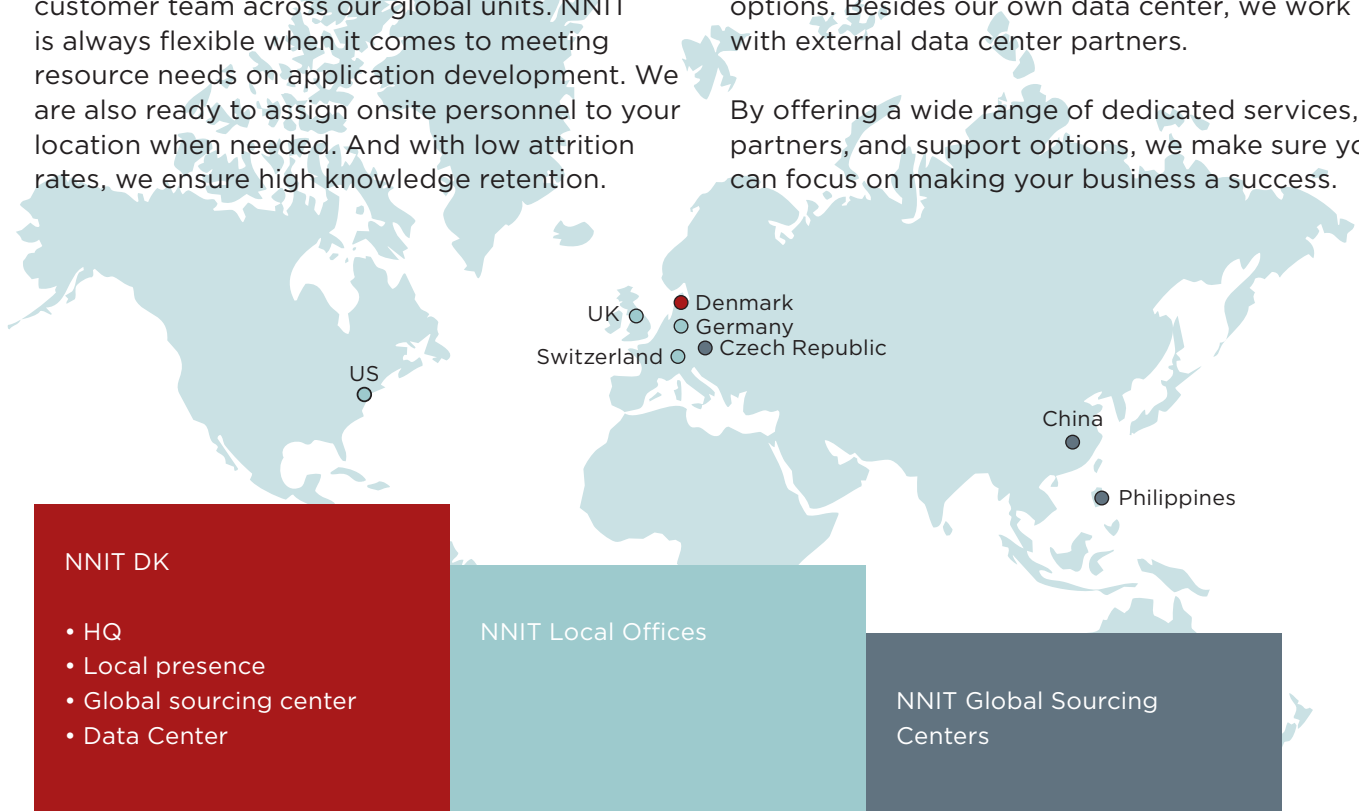 customer team across our global units. NNIT
is always flexible when it comes to meeting
resource needs on application development. We
are also ready to assign onsite personnel to your
location when needed. And with low attrition
rates, we ensure high knowledge retention.
options. Besides our own data center, we work
with external data center partners.
By offering a wide range of dedicated services,
partners, and support options, we make sure yo
can focus on making your business a success.
UK
Denmark
Germany
Switzerland
Czech Republic
US
China
Philippines
NNIT DK
• HQ
• Local presence
• Global sourcing center
• Data Center
NNIT Local Offices
NNIT Global Sourcing
Centers